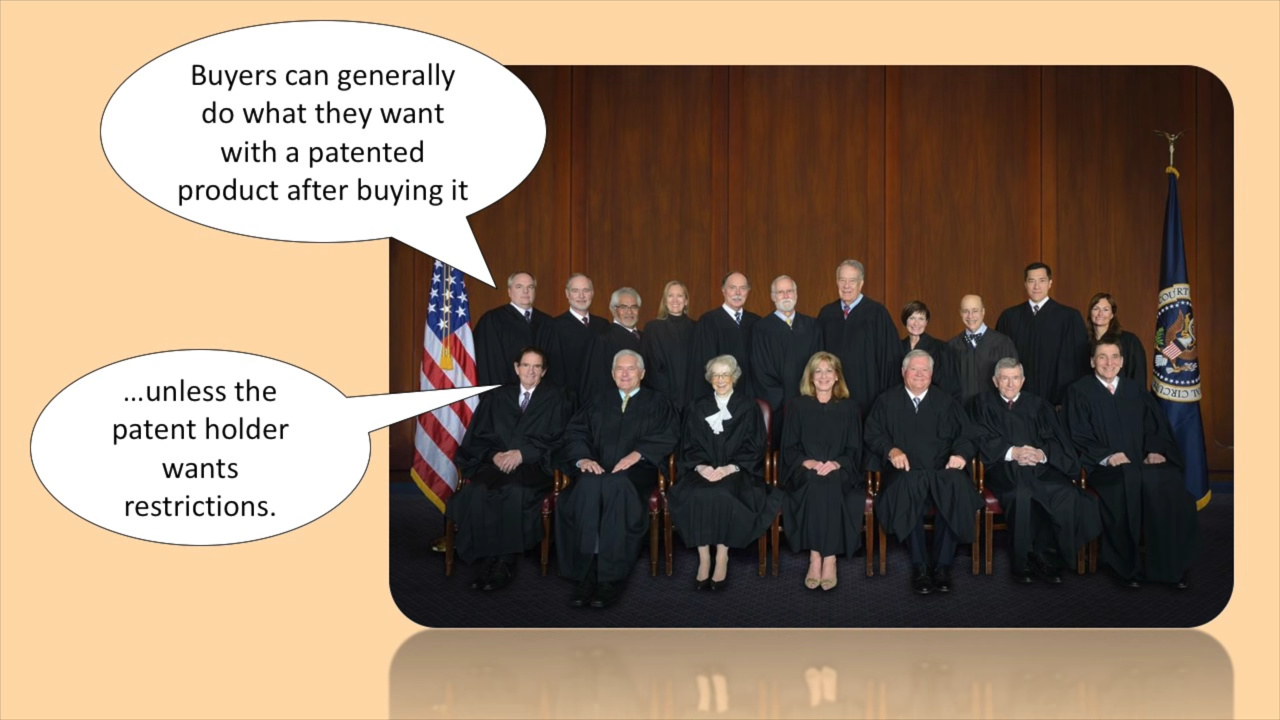 Buyers can generally
do what they want
with a patented
product after buying it
...unless the
patent holder
wants
restrictions.
COURT